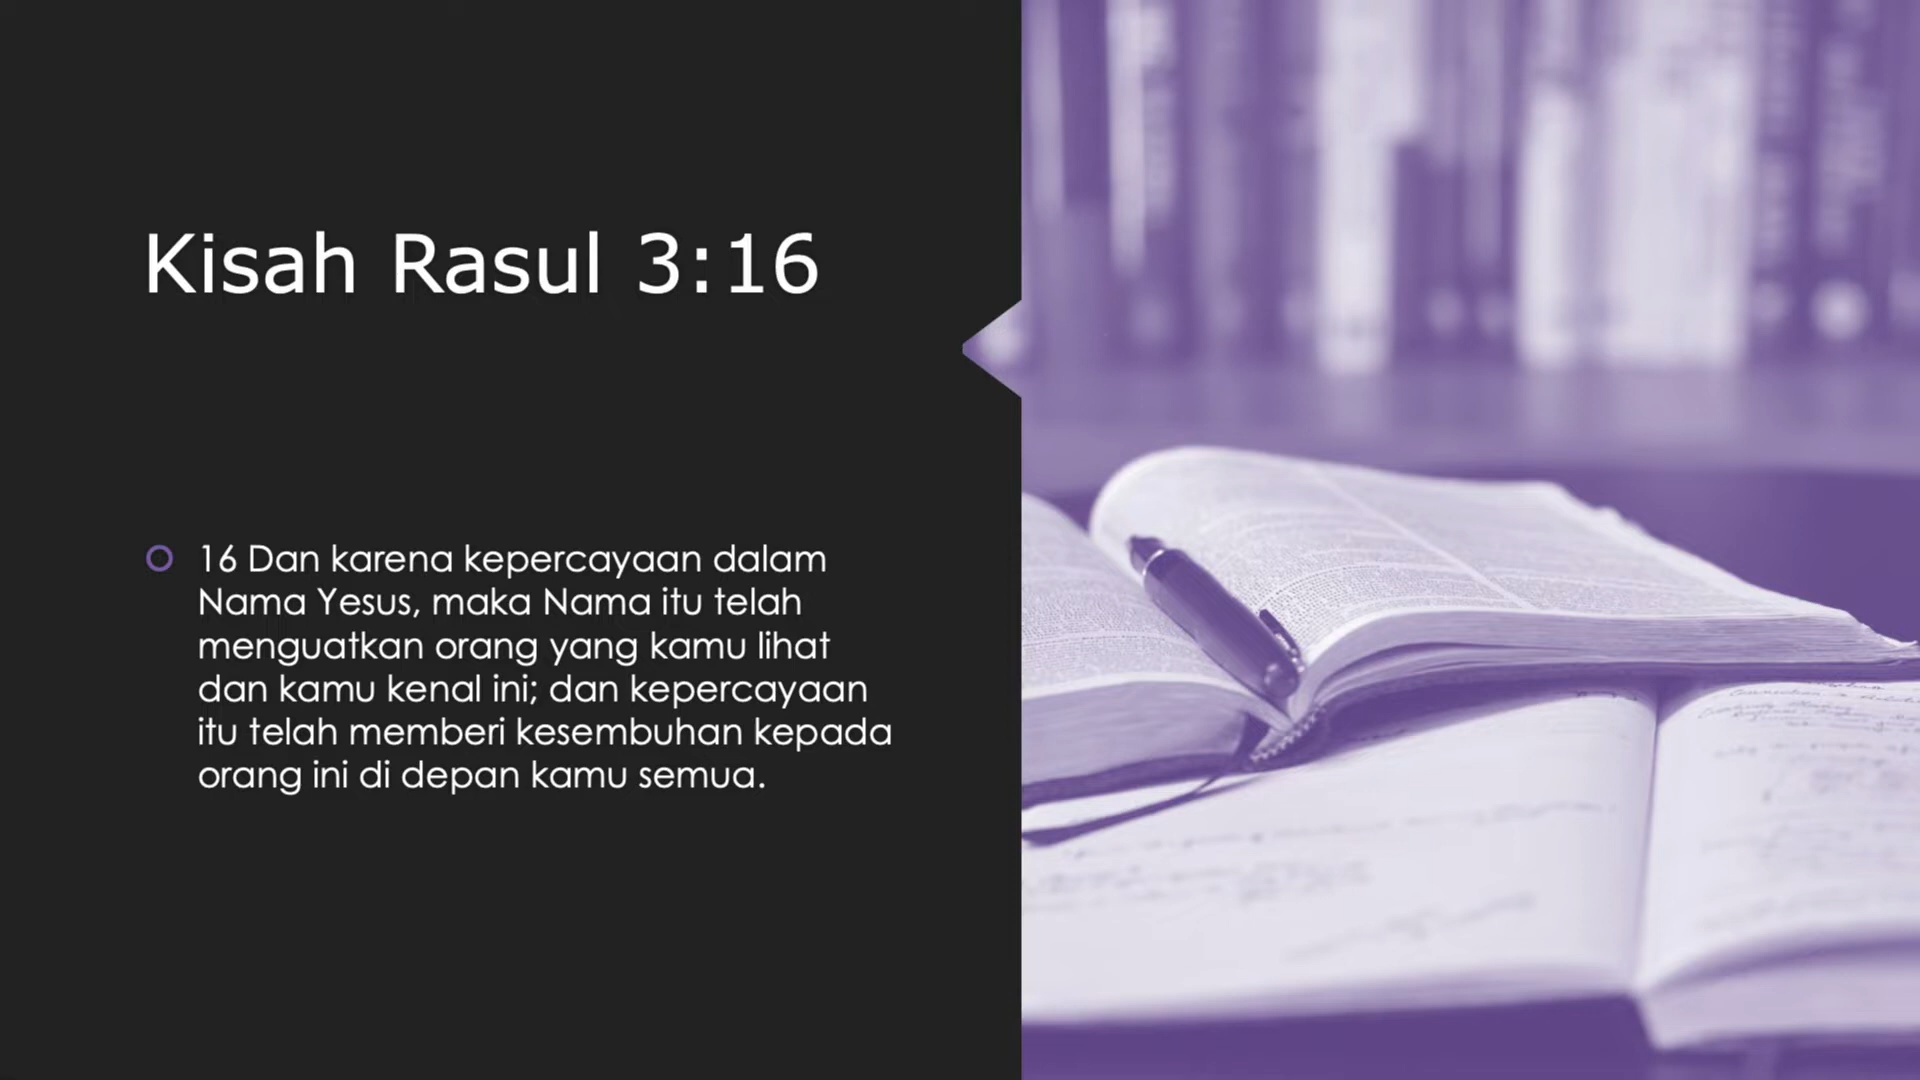 Kisah Rasul 3:16
16 Dan karena kepercayaan dalam
Nama Yesus, maka Nama itu telah
menguatkan orang yang kamu lihat
dan kamu kenal ini; dan kepercayaan
itu telah memberi kesembuhan kepada
orang ini di depan kamu semua.